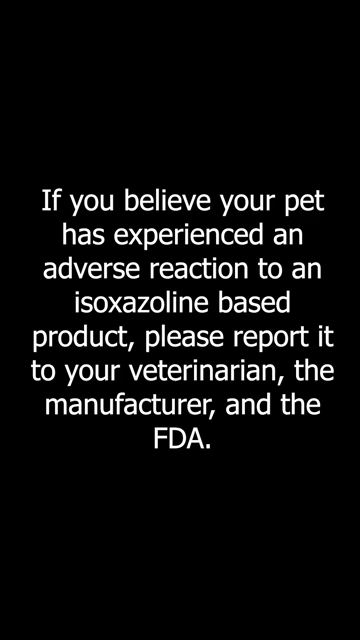 If you believe your pet
has experienced an
adverse reaction to an
isoxazoline based
product, please report it
to your veterinarian, the
manufacturer, and the
FDA.